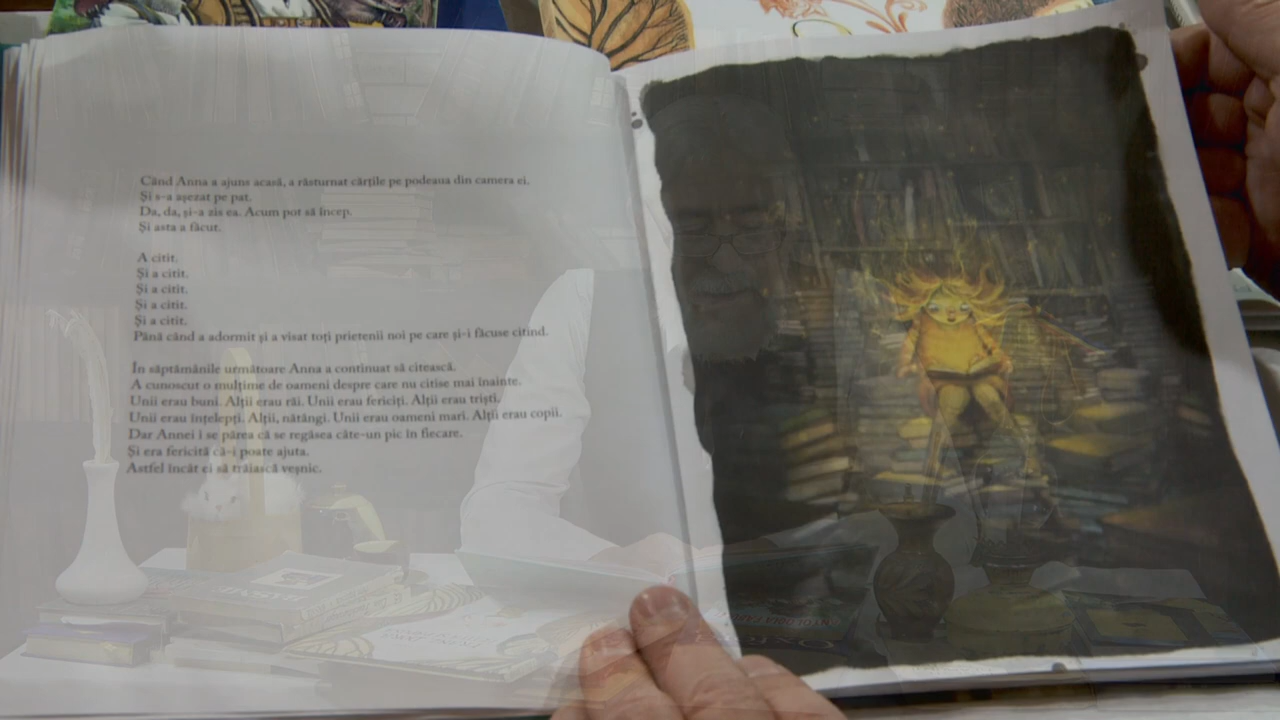 Când Anna a ajuns acasă, a răsturnat cărțile pe podeaua din camera ei.
Și s-a așezat pe pat.
Da, da, și-a zis ea. Acum pot să încep.
Și asta a făcut.
A citit.
Și a citit.
Și a citit.
Și a citit.
Și a citit.
Până când a adormit și a visat toți prietenii noi pe care și-i făcuse citind.
În săptămânile următoare Anna a continuat să citească.
A cunoscut o mulțime de oameni despre care nu citise mai înainte.
Unii erau buni. Alții erau răi. Unii erau fericiți. Alții erau triști.
Unii erau înțelepți. Alții, nătângi. Unii erau oameni mari. Alții erau copii.
Dar Annei i se părea că se regăsea câte-un pic în fiecare.
Și era fericită că-i poate ajuta.
Astfel încât ei să trăiască veșnic.